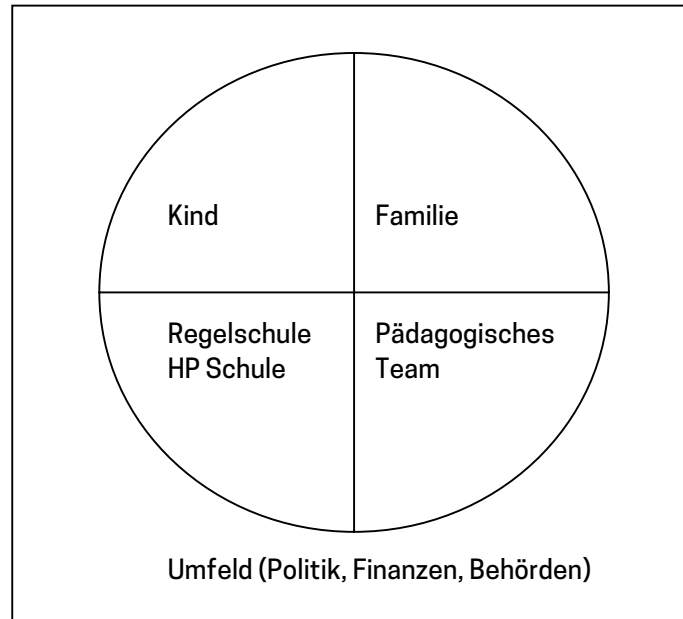 Kind
Familie
Regelschule
HP Schule
Pädagogisches
Team
Umfeld (Politik, Finanzen, Behörden)